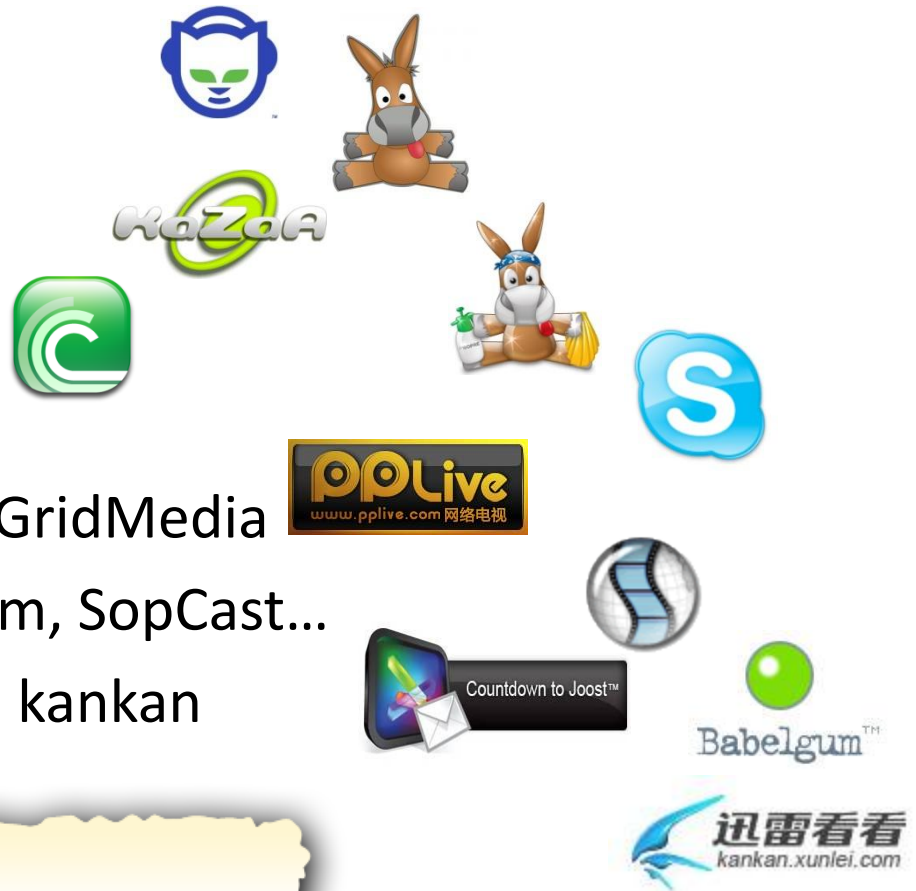 KaZaA
S
PPLive
www.pplive.com 网络电视
GridMedia
m, SopCast…
kankan
Countdown to Joost™
Babelgum™
迅雷看看
kankan.xunlei.com